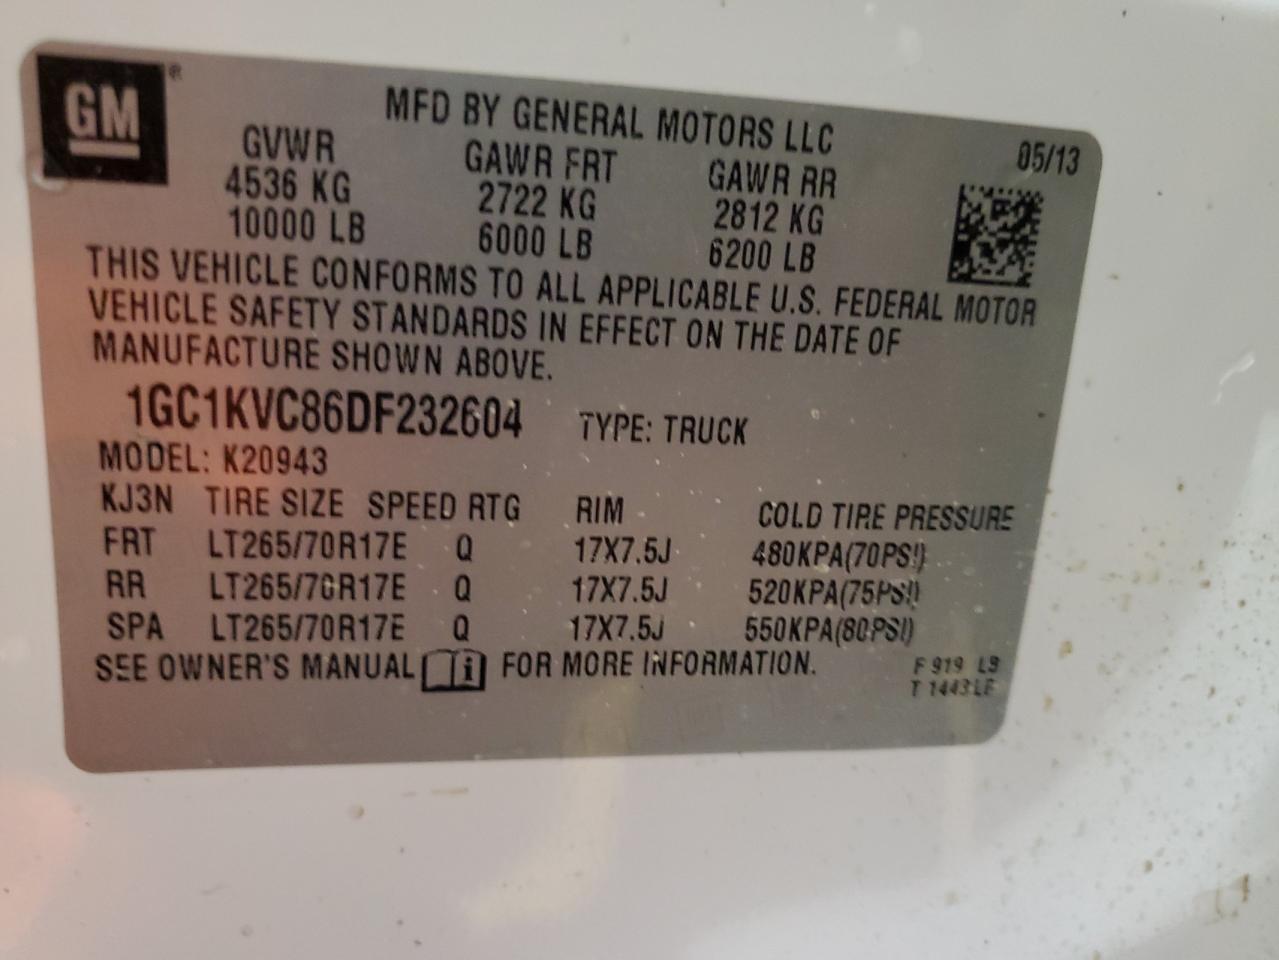 GM ®
MFD BY GENERAL MOTORS LLC
05/13
GVWR GAWR FRT GAWR RR
4536 KG 2722 KG 2812 KG
10000 LB 6000 LB 6200 LB
THIS VEHICLE CONFORMS TO ALL APPLICABLE U.S. FEDERAL MOTOR
VEHICLE SAFETY STANDARDS IN EFFECT ON THE DATE OF
MANUFACTURE SHOWN ABOVE.
1GC1KVC86DF232604 TYPE: TRUCK
MODEL: K20943
KJ3N TIRE SIZE SPEED RTG RIM COLD TIRE PRESSURE
FRT LT265/70R17E Q 17X7.5J 480KPA(70PSI)
RR LT265/70R17E Q 17X7.5J 520KPA(75PSI)
SPA LT265/70R17E Q 17X7.5J 550KPA(80PSI)
SEE OWNER'S MANUAL i FOR MORE INFORMATION.
F 919
T 1443